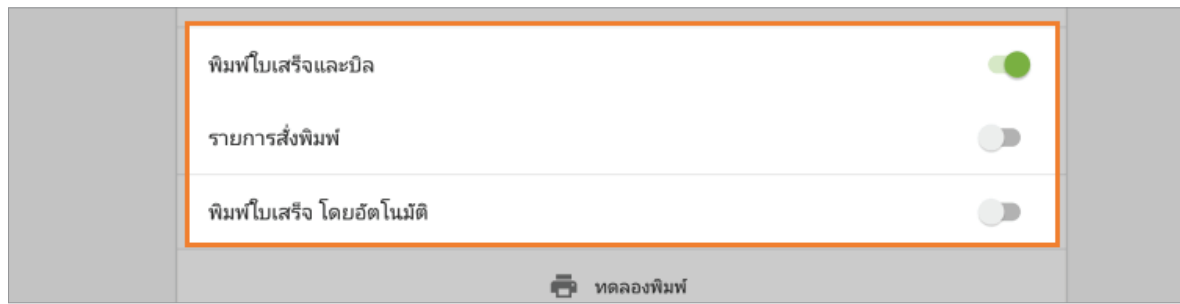 พิมพ์ใบเสร็จและบิล
รายการสั่งพิมพ์
พิมพ์ใบเสร็จ โดยอัตโนมัติ
ทดลองพิมพ์